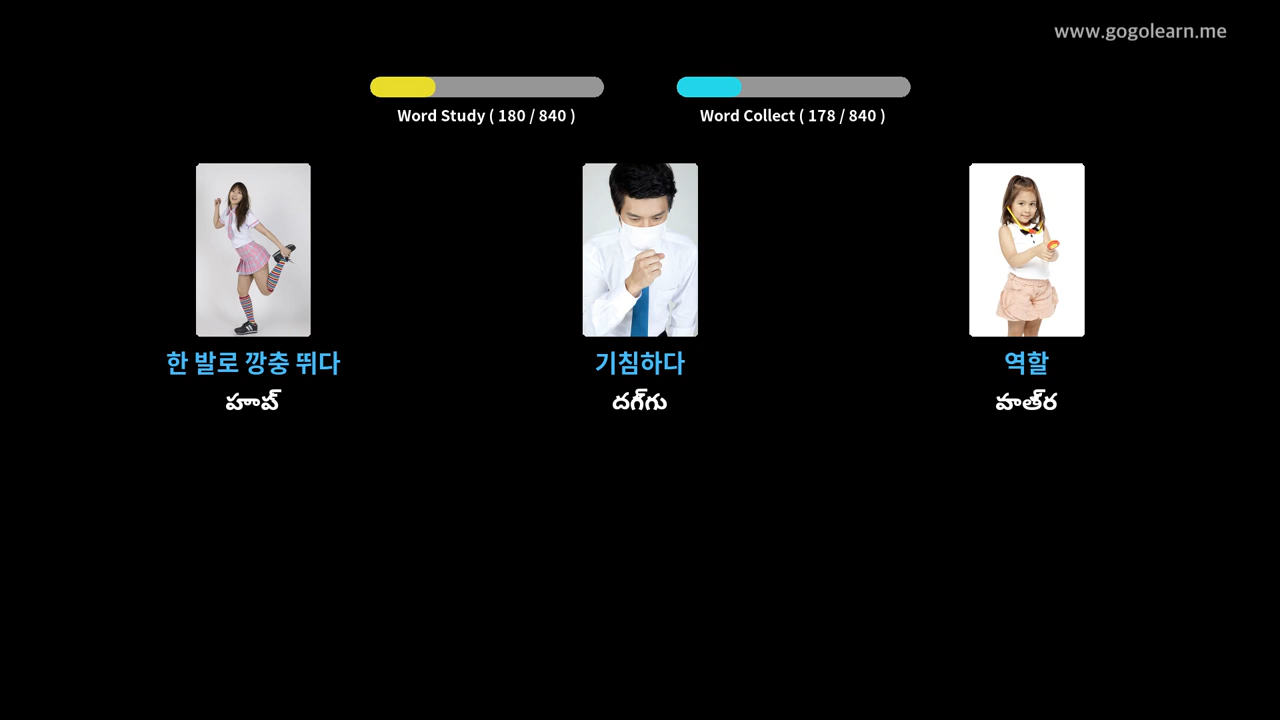 www.gogolearn.me
Word Study ( 180 / 840 )
Word Collect ( 178 / 840 )
한 발로 깡충 뛰다
హాప్
기침하다
దగ్గు
역할
పాత్ర